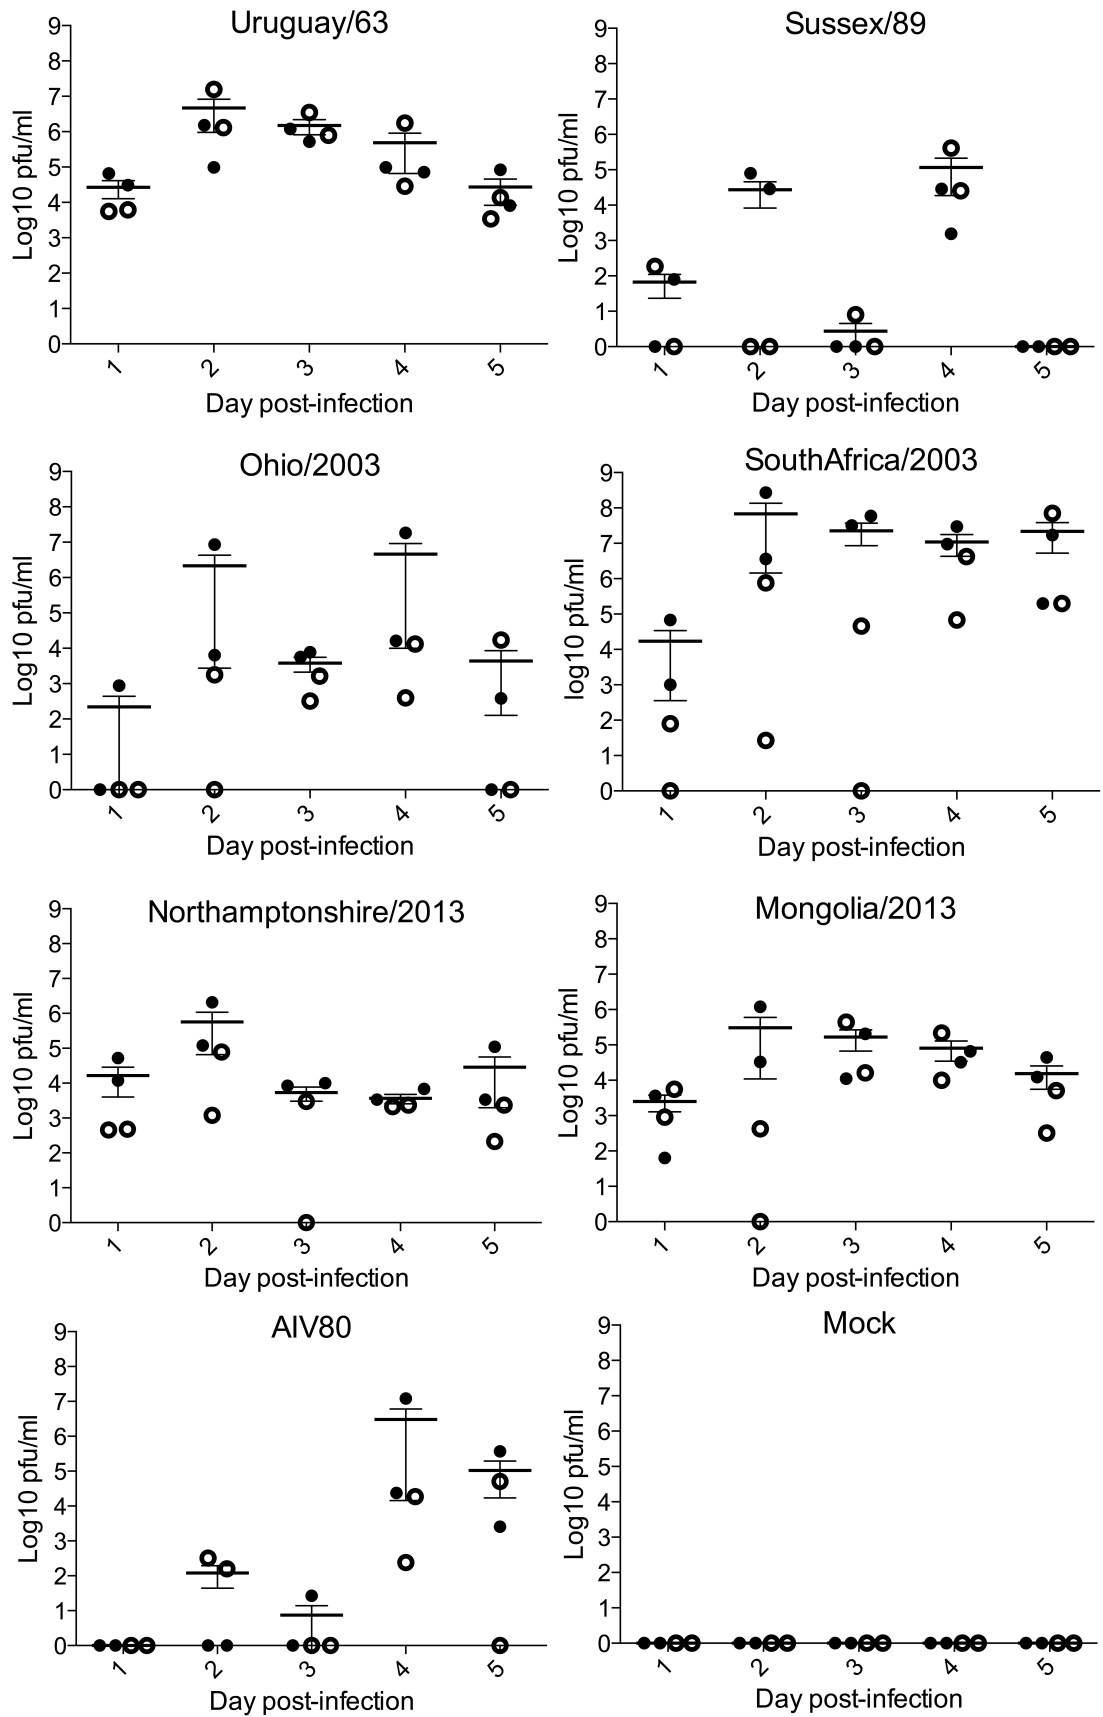 Uruguay/63
Log10 pfu/ml
9
8
7
6
5
4
3
2
1
0
1 2 3 4 5
Day post-infection
Sussex/89
Log10 pfu/ml
9
8
7
6
5
4
3
2
1
0
1 2 3 4 5
Day post-infection
Ohio/2003
Log10 pfu/ml
9
8
7
6
5
4
3
2
1
0
1 2 3 4 5
Day post-infection
SouthAfrica/2003
log10 pfu/ml
9
8
7
6
5
4
3
2
1
0
1 2 3 4 5
Day post-infection
Northamptonshire/2013
Log10 pfu/ml
9
8
7
6
5
4
3
2
1
0
1 2 3 4 5
Day post-infection
Mongolia/2013
Log10 pfu/ml
9
8
7
6
5
4
3
2
1
0
1 2 3 4 5
Day post-infection
AIV80
Log10 pfu/ml
9
8
7
6
5
4
3
2
1
0
1 2 3 4 5
Day post-infection
Mock
Log10 pfu/ml
9
8
7
6
5
4
3
2
1
0
1 2 3 4 5
Day post-infection